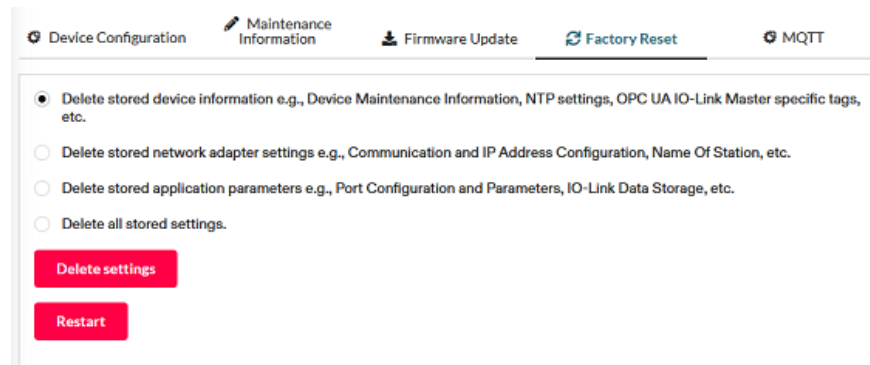 Device Configuration
Maintenance
Information
Firmware Update
Factory Reset
MQTT
Delete stored device information e.g., Device Maintenance Information, NTP settings, OPC UA IO-Link Master specific tags,
etc.
Delete stored network adapter settings e.g., Communication and IP Address Configuration, Name Of Station, etc.
Delete stored application parameters e.g., Port Configuration and Parameters, IO-Link Data Storage, etc.
Delete all stored settings.
Delete settings
Restart